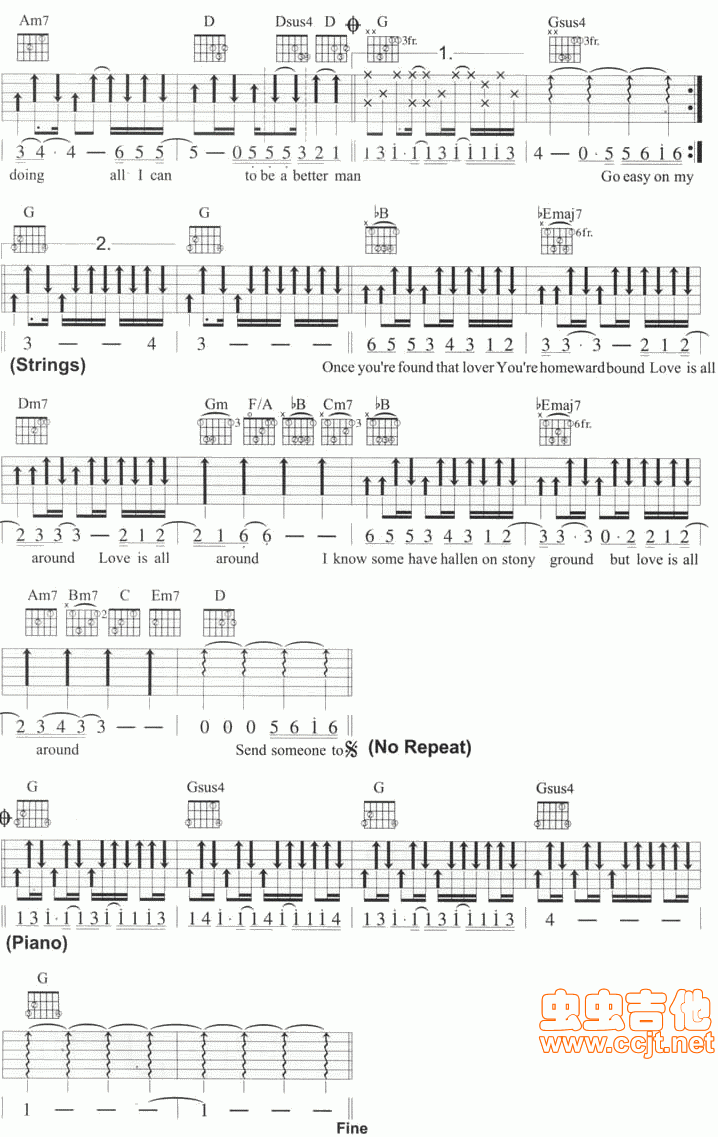 Am7 D Dsus4 D G Gsus4
xx 3fr. xx 3fr.
1.
3 4 · 4 — 6 5 5 5 — 0 5 5 5 3 2 1 1 3 i · i i 3 i i i i 3 4 — 0 · 5 5 6 i 6
doing all I can to be a better man Go easy on my
G G ♭B ♭Emaj7
x x 6fr.
2.
3 — — 4 3 — — — 6 5 5 3 4 3 1 2 3 3 · 3 — 2 1 2
(Strings) Once you're found that lover You're homeward bound Love is all
Dm7 Gm F/A ♭B Cm7 ♭B ♭Emaj7
3 o x x 3 x x 6fr.
2 3 3 3 — 2 1 2 2 1 6 6 — — 6 5 5 3 4 3 1 2 3 3 · 3 0 · 2 2 1 2
around Love is all around I know some have hallen on stony ground but love is all
Am7 Bm7 C Em7 D
x 2
2 3 4 3 3 — — 0 0 0 5 6 i 6
around Send someone to 𝄋 (No Repeat)
G Gsus4 G Gsus4
1 3 i · i i 3 i i i i 3 1 4 i · i i 4 i i i i 4 1 3 i · i i 3 i i i i 3 4 — — —
(Piano)
G
1 — — — 1 — — —
Fine
虫虫吉他
www.ccjt.net